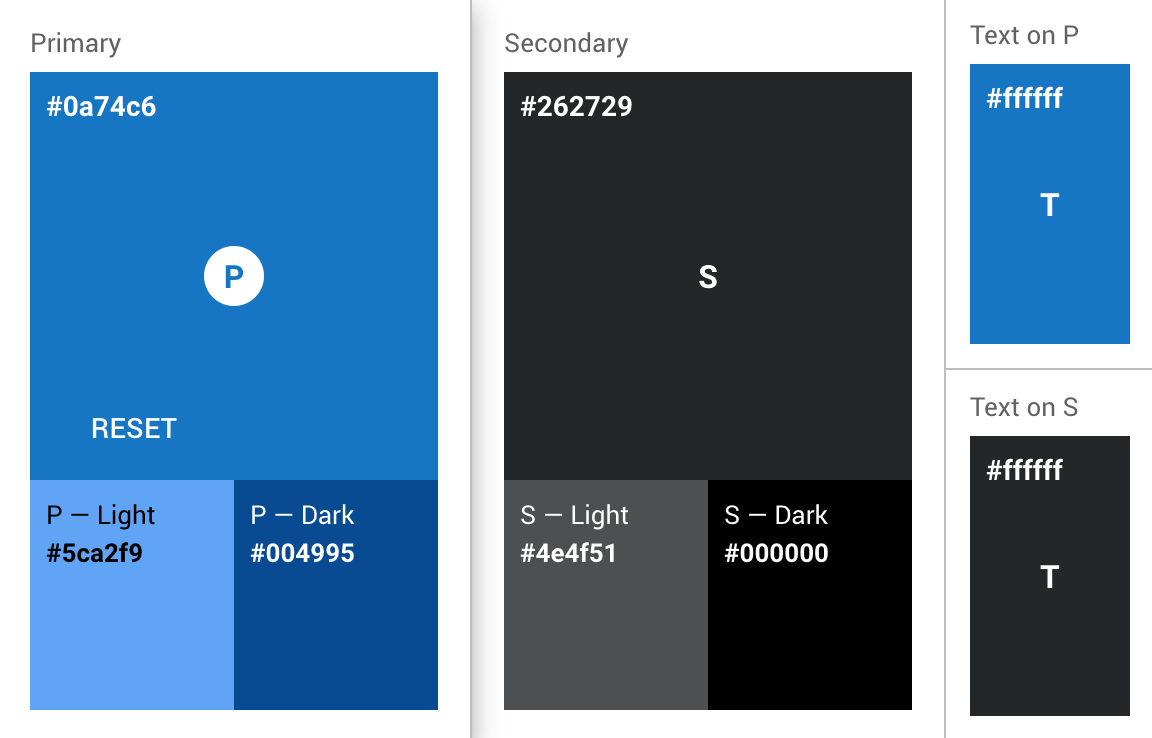 Primary
#0a74c6
P
RESET
P — Light
#5ca2f9
P — Dark
#004995
Secondary
#262729
S
S — Light
#4e4f51
S — Dark
#000000
Text on P
#ffffff
T
Text on S
#ffffff
T